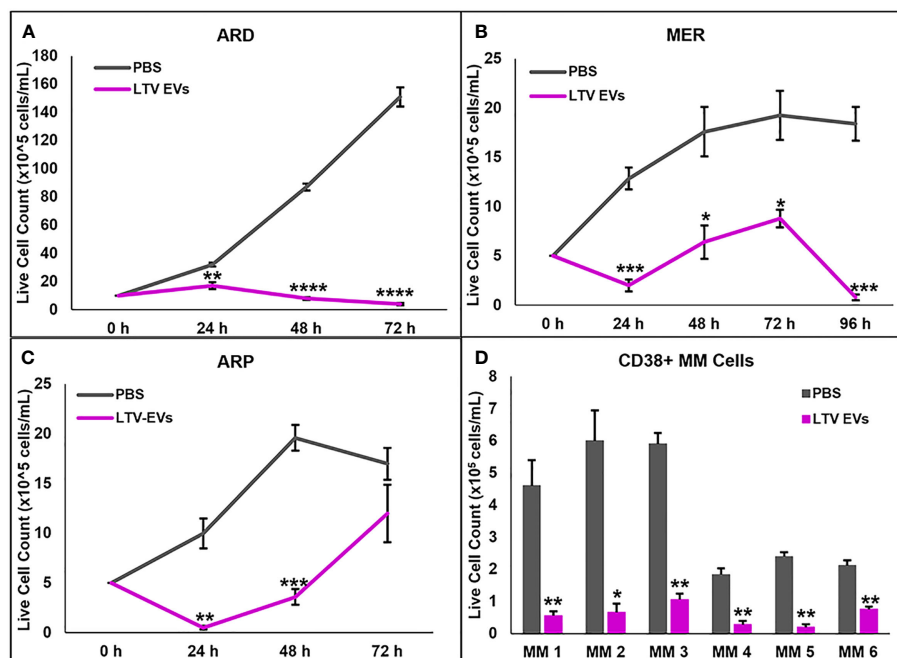 A
ARD
Live Cell Count (x10^5 cells/mL)
180
160
140
120
100
80
60
40
20
0
PBS
LTV EVs
**
****
****
0 h 24 h 48 h 72 h
B
MER
Live Cell Count (x10^5 cells/mL)
25
20
15
10
5
0
PBS
LTV EVs
***
*
*
***
0 h 24 h 48 h 72 h 96 h
C
ARP
Live Cell Count (x10^5 cells/mL)
25
20
15
10
5
0
PBS
LTV-EVs
**
***
0 h 24 h 48 h 72 h
D
CD38+ MM Cells
Live Cell Count (x10⁵ cells/mL)
7
6
5
4
3
2
1
0
PBS
LTV EVs
** * ** ** ** **
MM 1 MM 2 MM 3 MM 4 MM 5 MM 6